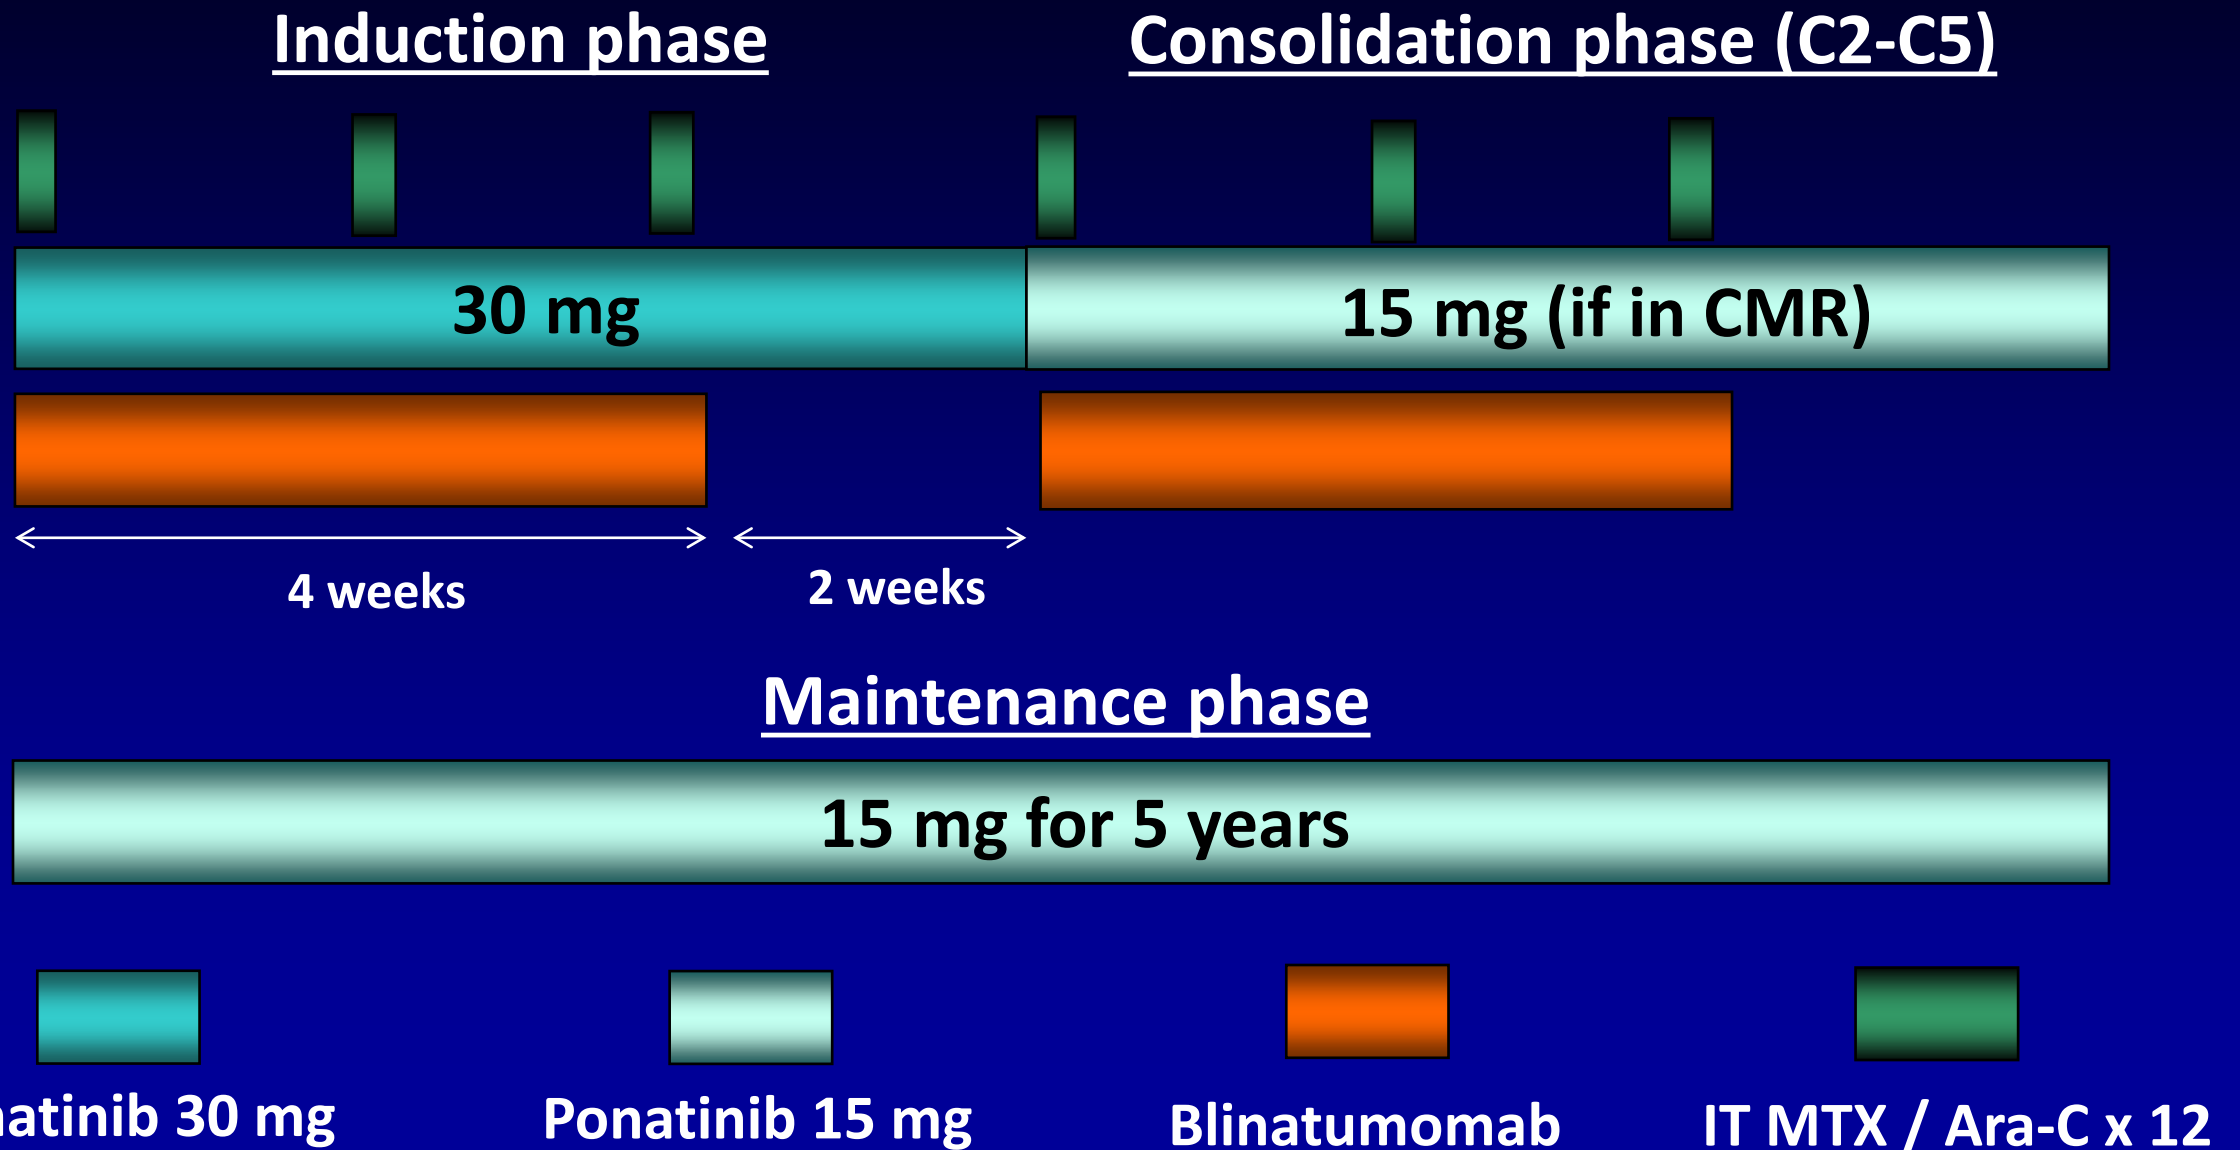 Induction phase
Consolidation phase (C2-C5)
30 mg
15 mg (if in CMR)
4 weeks
2 weeks
Maintenance phase
15 mg for 5 years
atinib 30 mg
Ponatinib 15 mg
Blinatumomab
IT MTX / Ara-C x 12